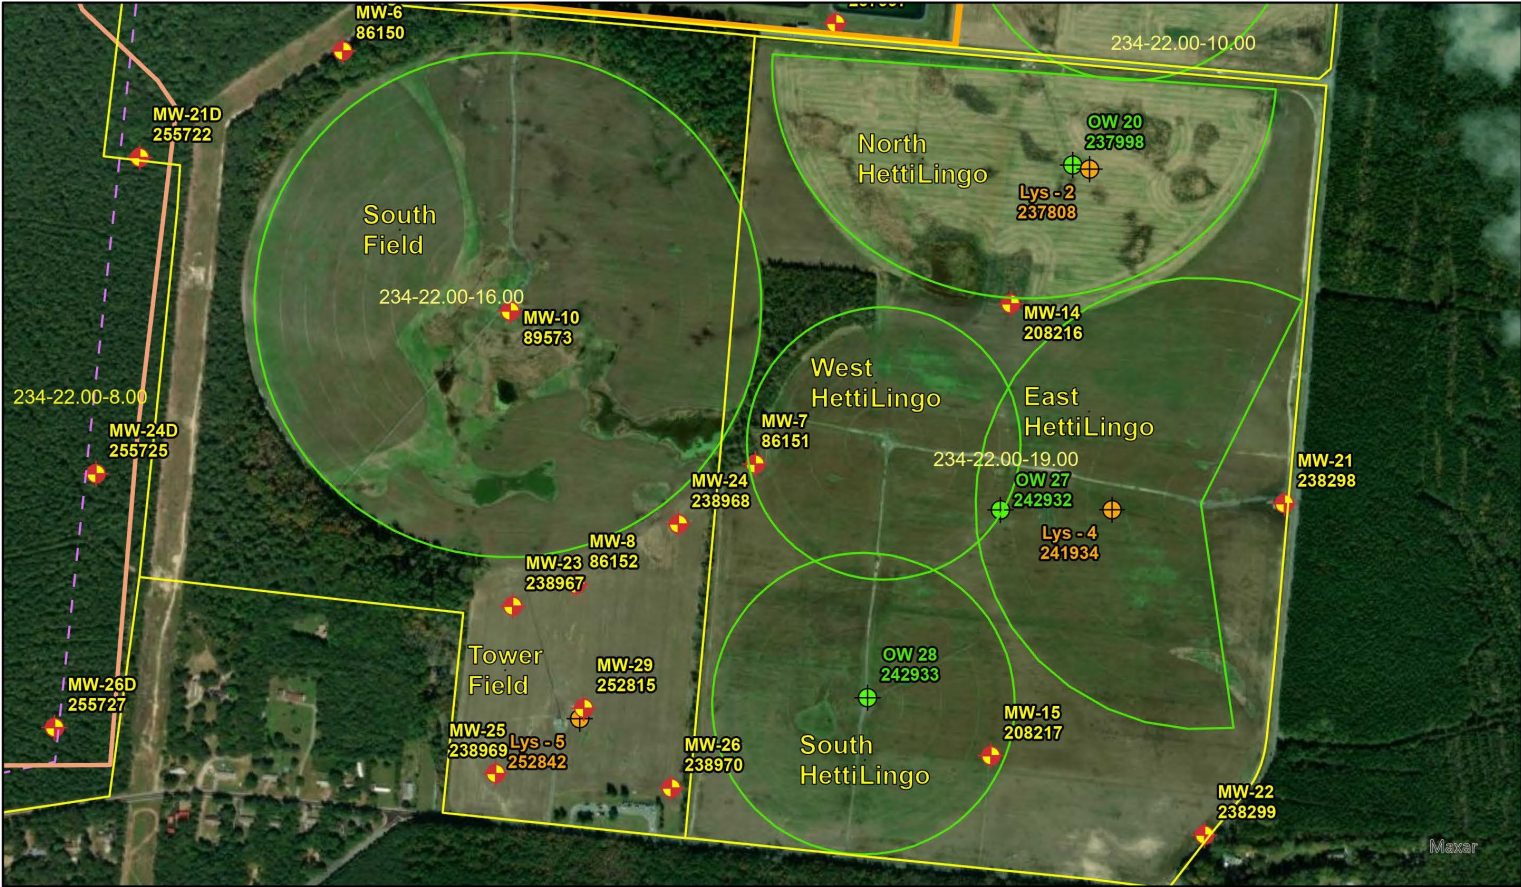 MW-6
86150
234-22.00-10.00
MW-21D
255722
OW 20
237998
North
HettiLingo
Lys - 2
237808
South
Field
234-22.00-16.00
MW-10
89573
MW-14
208216
West
HettiLingo
East
HettiLingo
234-22.00-8.00
MW-24D
255725
MW-7
86151
234-22.00-19.00
MW-21
238298
MW-24
238968
OW 27
242932
Lys - 4
241934
MW-8
86152
MW-23
238967
Tower
Field
MW-29
252815
OW 28
242933
MW-26D
255727
MW-15
208217
MW-25
238969
Lys - 5
252842
MW-26
238970
South
HettiLingo
MW-22
238299
Maxar